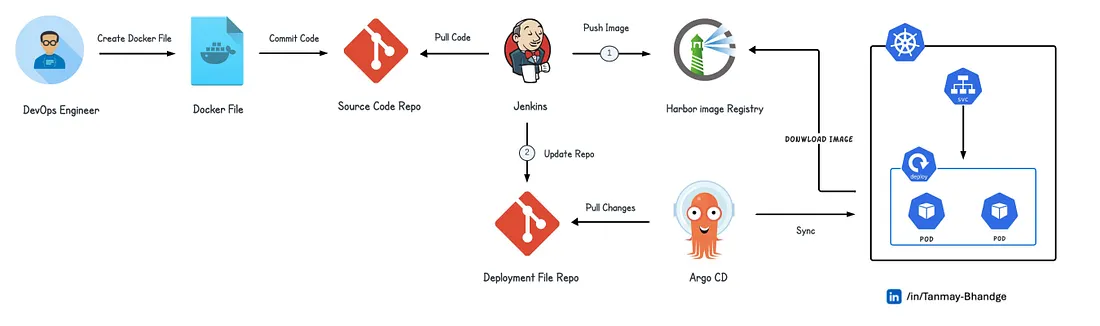 Create Docker File
Commit Code
Pull Code
Push Image
1
DevOps Engineer
Docker File
Source Code Repo
Jenkins
Harbor image Registry
svc
DONWLOAD IMAGE
2
Update Repo
deploy
Pull Changes
POD
POD
Sync
Deployment File Repo
Argo CD
in
/in/Tanmay-Bhandge